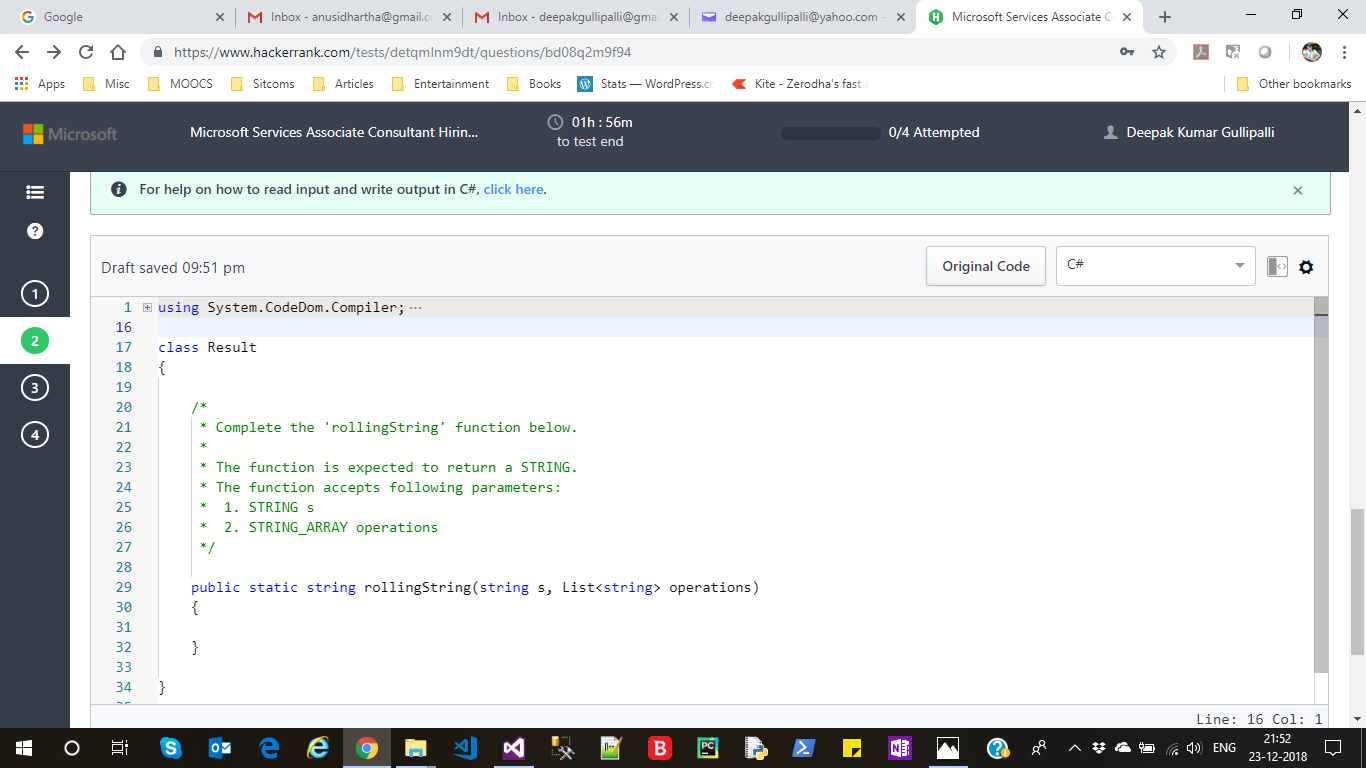 Google
Inbox - anusidhartha@gmail.c
Inbox - deepakgullipalli@gmai
deepakgullipalli@yahoo.com -
Microsoft Services Associate C
https://www.hackerrank.com/tests/detqmlnm9dt/questions/bd08q2m9f94
Apps
Misc
MOOCS
Sitcoms
Articles
Entertainment
Books
Stats — WordPress.c
Kite - Zerodha's fast a
Other bookmarks
Microsoft
Microsoft Services Associate Consultant Hirin...
01h : 56m
to test end
0/4 Attempted
Deepak Kumar Gullipalli
For help on how to read input and write output in C#, click here.
Draft saved 09:51 pm
Original Code
C#
1
2
3
4
1 using System.CodeDom.Compiler; ···
16
17 class Result
18 {
19
20 /*
21 * Complete the 'rollingString' function below.
22 *
23 * The function is expected to return a STRING.
24 * The function accepts following parameters:
25 * 1. STRING s
26 * 2. STRING_ARRAY operations
27 */
28
29 public static string rollingString(string s, List<string> operations)
30 {
31
32 }
33
34 }
Line: 16 Col: 1
ENG
21:52
23-12-2018